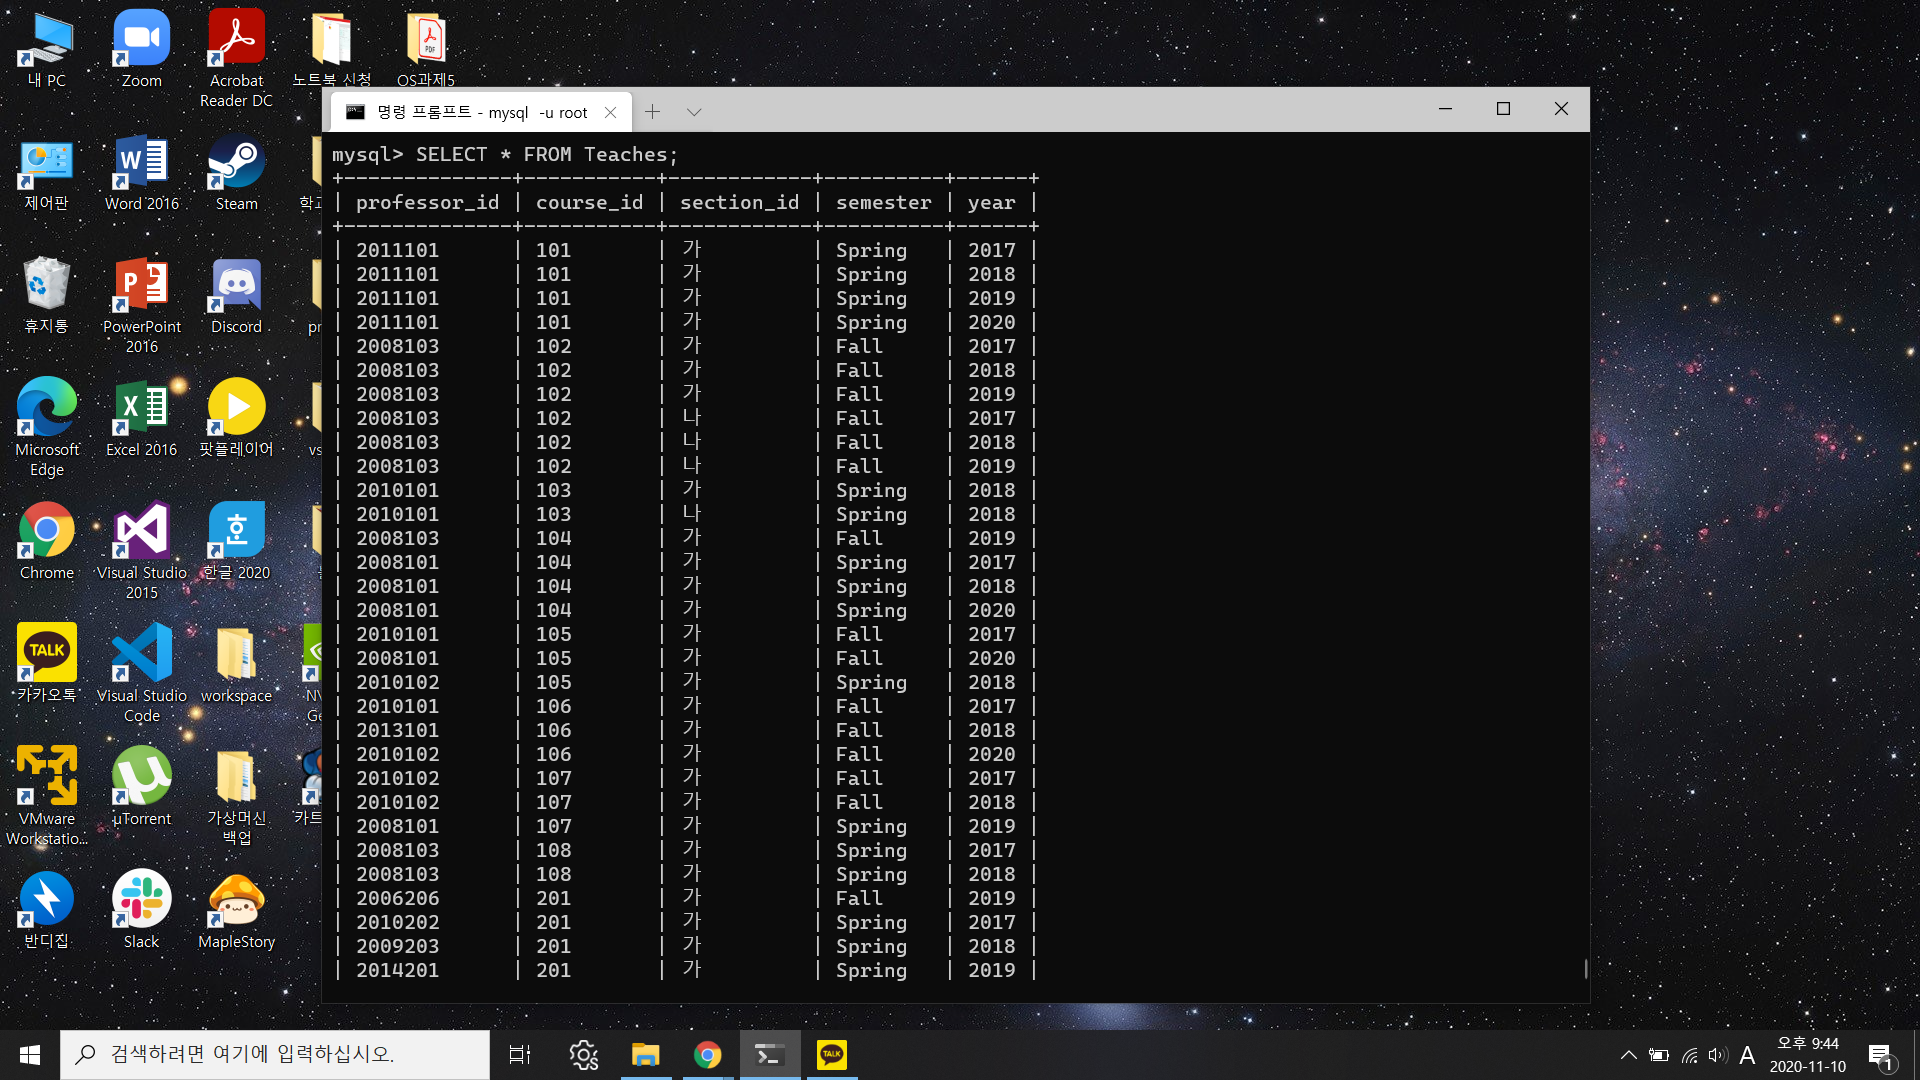 내 PC
Zoom
Acrobat
Reader DC
노트북 신청
OS과제5
제어판
Word 2016
Steam
휴지통
PowerPoint
2016
Discord
Microsoft
Edge
Excel 2016
팟플레이어
Chrome
Visual Studio
2015
한글 2020
카카오톡
Visual Studio
Code
workspace
VMware
Workstatio...
µTorrent
가상머신
백업
반디집
Slack
MapleStory
명령 프롬프트 - mysql -u root
mysql> SELECT * FROM Teaches;
+--------------+-----------+------------+----------+------+
| professor_id | course_id | section_id | semester | year |
+--------------+-----------+------------+----------+------+
| 2011101 | 101 | 가 | Spring | 2017 |
| 2011101 | 101 | 가 | Spring | 2018 |
| 2011101 | 101 | 가 | Spring | 2019 |
| 2011101 | 101 | 가 | Spring | 2020 |
| 2008103 | 102 | 가 | Fall | 2017 |
| 2008103 | 102 | 가 | Fall | 2018 |
| 2008103 | 102 | 가 | Fall | 2019 |
| 2008103 | 102 | 나 | Fall | 2017 |
| 2008103 | 102 | 나 | Fall | 2018 |
| 2008103 | 102 | 나 | Fall | 2019 |
| 2010101 | 103 | 가 | Spring | 2018 |
| 2010101 | 103 | 나 | Spring | 2018 |
| 2008103 | 104 | 가 | Fall | 2019 |
| 2008101 | 104 | 가 | Spring | 2017 |
| 2008101 | 104 | 가 | Spring | 2018 |
| 2008101 | 104 | 가 | Spring | 2020 |
| 2010101 | 105 | 가 | Fall | 2017 |
| 2008101 | 105 | 가 | Fall | 2020 |
| 2010102 | 105 | 가 | Spring | 2018 |
| 2010101 | 106 | 가 | Fall | 2017 |
| 2013101 | 106 | 가 | Fall | 2018 |
| 2010102 | 106 | 가 | Fall | 2020 |
| 2010102 | 107 | 가 | Fall | 2017 |
| 2010102 | 107 | 가 | Fall | 2018 |
| 2008101 | 107 | 가 | Spring | 2019 |
| 2008103 | 108 | 가 | Spring | 2017 |
| 2008103 | 108 | 가 | Spring | 2018 |
| 2006206 | 201 | 가 | Fall | 2019 |
| 2010202 | 201 | 가 | Spring | 2017 |
| 2009203 | 201 | 가 | Spring | 2018 |
| 2014201 | 201 | 가 | Spring | 2019 |
검색하려면 여기에 입력하십시오.
A
오후 9:44
2020-11-10
1